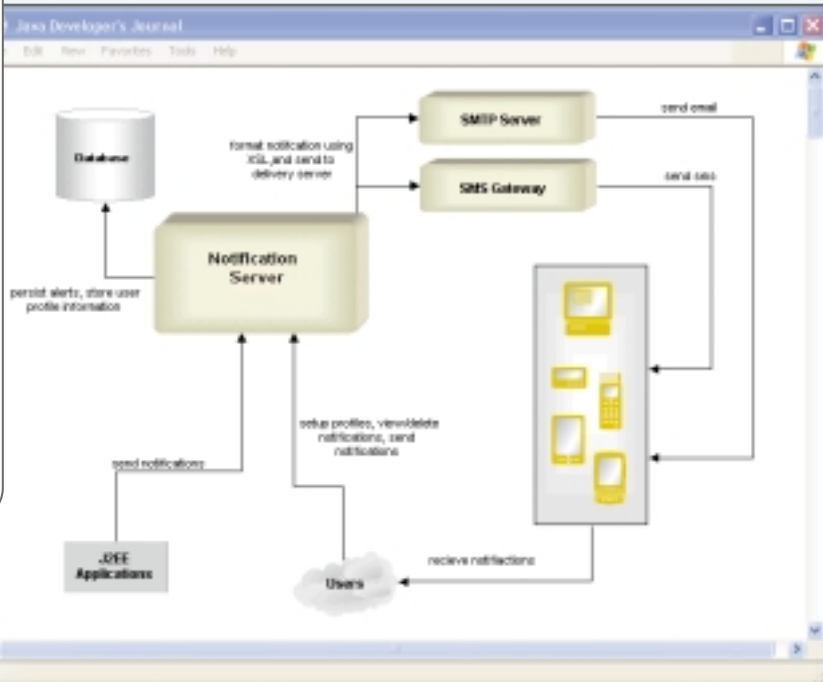 Java Developer's Journal
Edit View Favorites Tools Help
Database
format notification using
XSL, and send to
delivery server
SMTP Server
send email
SMS Gateway
send sms
Notification
Server
persist alerts, store user
profile information
setup profiles, view/delete
notifications, send
notifications
send notifications
J2EE
Applications
Users
recieve notifiactions